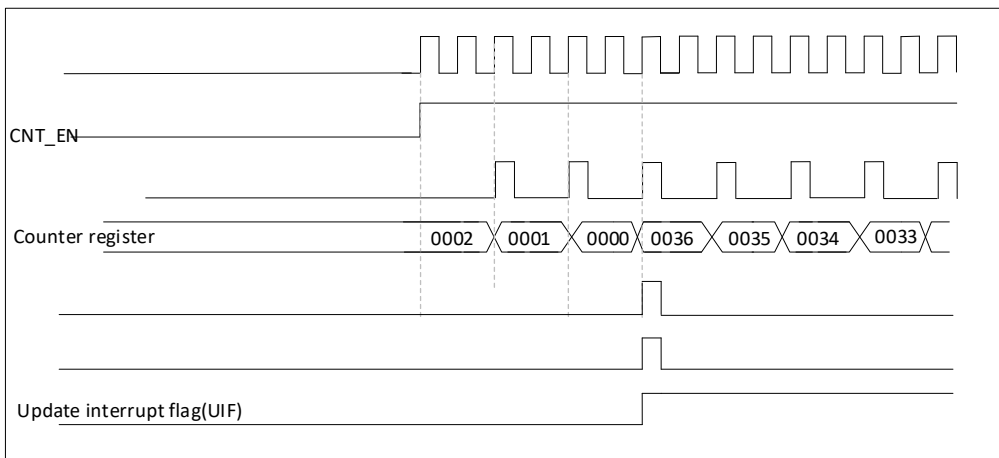 CNT_EN
Counter register 0002 0001 0000 0036 0035 0034 0033
Update interrupt flag(UIF)